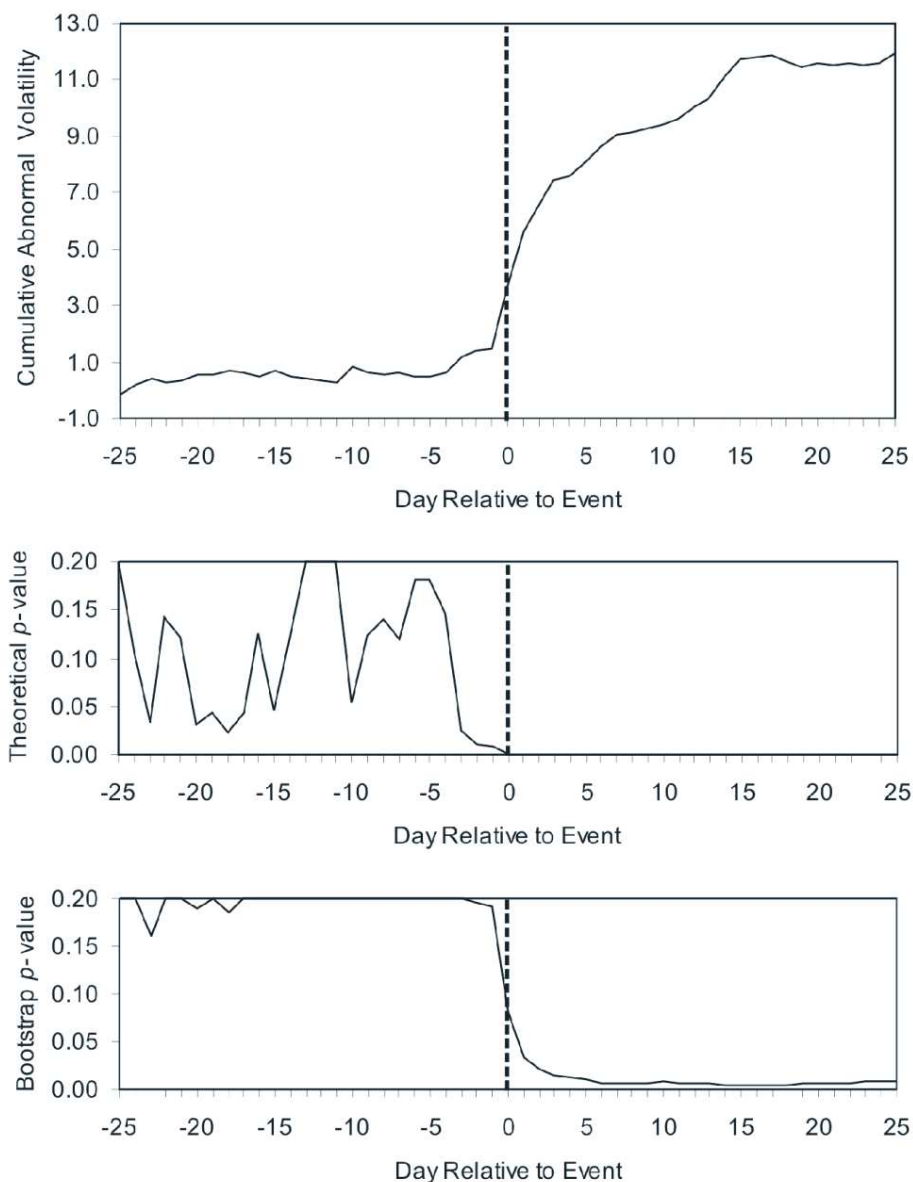 Cumulative Abnormal Volatility
13.0
11.0
9.0
7.0
5.0
3.0
1.0
-1.0
-25 -20 -15 -10 -5 0 5 10 15 20 25
Day Relative to Event
Theoretical p-value
0.20
0.15
0.10
0.05
0.00
-25 -20 -15 -10 -5 0 5 10 15 20 25
Day Relative to Event
Bootstrap p-value
0.20
0.15
0.10
0.05
0.00
-25 -20 -15 -10 -5 0 5 10 15 20 25
Day Relative to Event